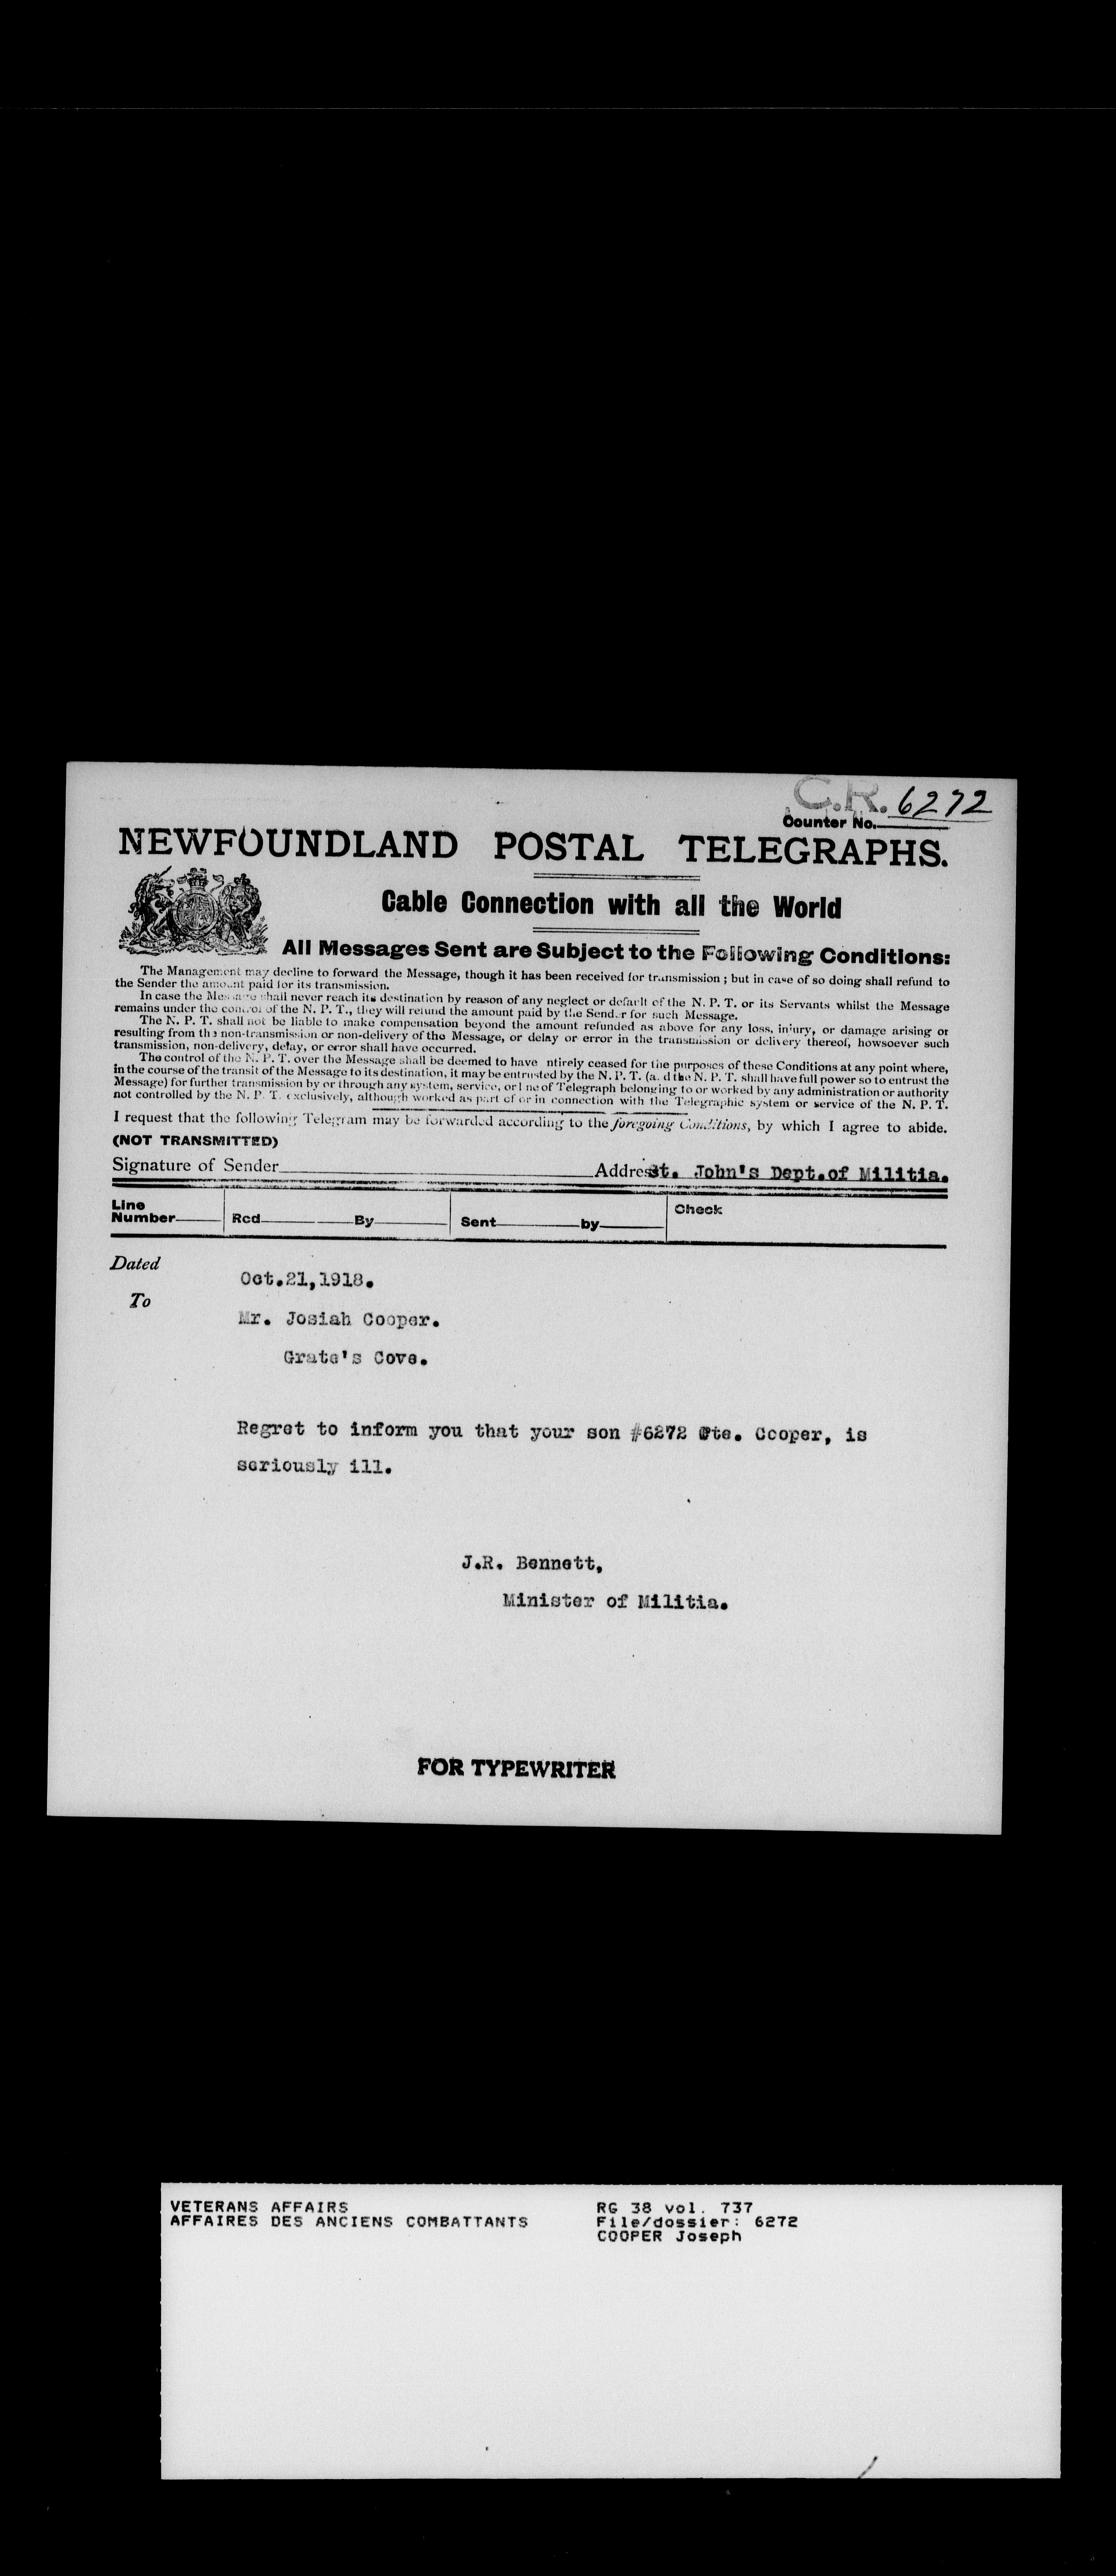 C.R. 6272
Counter No.
NEWFOUNDLAND POSTAL TELEGRAPHS.
Cable Connection with all the World
All Messages Sent are Subject to the Following Conditions:
The Management may decline to forward the Message, though it has been received for transmission ; but in case of so doing shall refund to
the Sender the amount paid for its transmission.
In case the Message shall never reach its destination by reason of any neglect or default of the N. P. T. or its Servants whilst the Message
remains under the control of the N. P. T., they will refund the amount paid by the Sender for such Message.
The N. P. T. shall not be liable to make compensation beyond the amount refunded as above for any loss, injury, or damage arising or
resulting from the non-transmission or non-delivery of the Message, or delay or error in the transmission or delivery thereof, howsoever such
transmission, non-delivery, delay, or error shall have occurred.
The control of the N. P. T. over the Message shall be deemed to have ntirely ceased for the purposes of these Conditions at any point where,
in the course of the transit of the Message to its destination, it may be entrusted by the N. P. T. (a. d the N. P. T. shall have full power so to entrust the
Message) for further transmission by or through any system, service, or l ne of Telegraph belonging to or worked by any administration or authority
not controlled by the N. P. T. exclusively, although worked as part of or in connection with the Telegraphic system or service of the N. P. T.
I request that the following Telegram may be forwarded according to the foregoing Conditions, by which I agree to abide.
(NOT TRANSMITTED)
Signature of Sender Address St. John's Dept.of Militia.
Line
Number Rcd By Sent by Check
Dated
Oct.21,1918.
To
Mr. Josiah Cooper.
Grate's Cove.
Regret to inform you that your son #6272 Pte. Cooper, is
seriously ill.
J.R. Bennett,
Minister of Militia.
FOR TYPEWRITER
VETERANS AFFAIRS RG 38 vol. 737
AFFAIRES DES ANCIENS COMBATTANTS File/dossier: 6272
COOPER Joseph